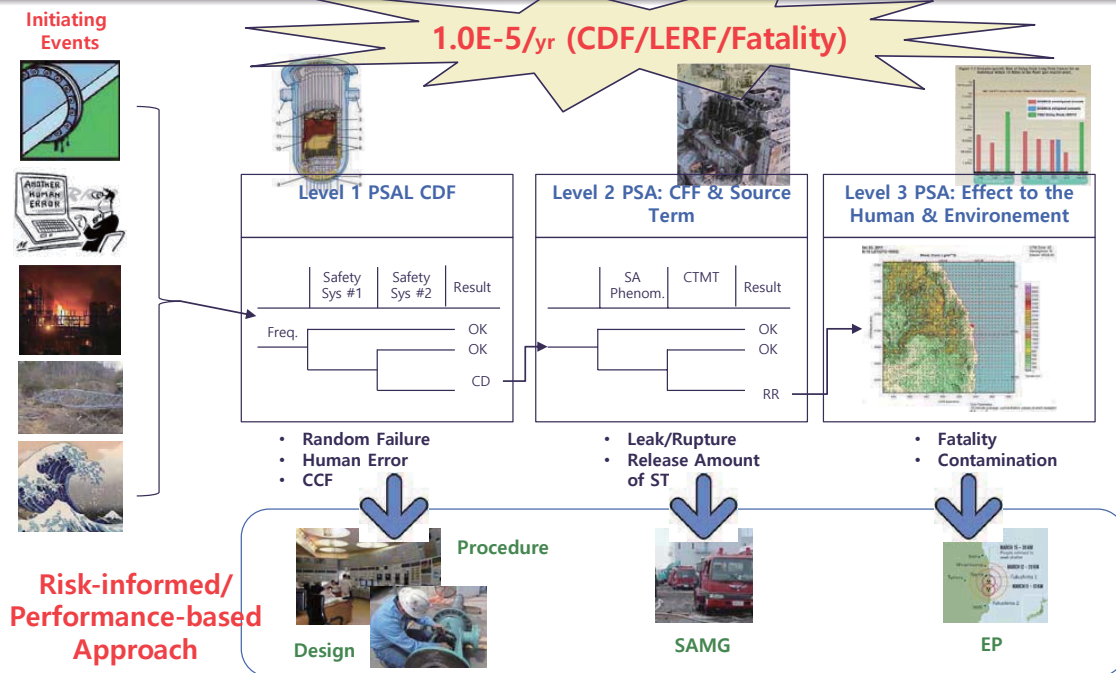 Initiating
Events
1.0E-5/yr (CDF/LERF/Fatality)
ANOTHER
HUMAN
ERROR
Level 1 PSAL CDF
Level 2 PSA: CFF & Source
Term
Level 3 PSA: Effect to the
Human & Environement
Safety
Sys #1
Safety
Sys #2
Result
Freq.
OK
OK
CD
SA
Phenom.
CTMT
Result
OK
OK
RR
• Random Failure
• Human Error
• CCF
• Leak/Rupture
• Release Amount
of ST
• Fatality
• Contamination
Risk-informed/
Performance-based
Approach
Procedure
Design
SAMG
EP